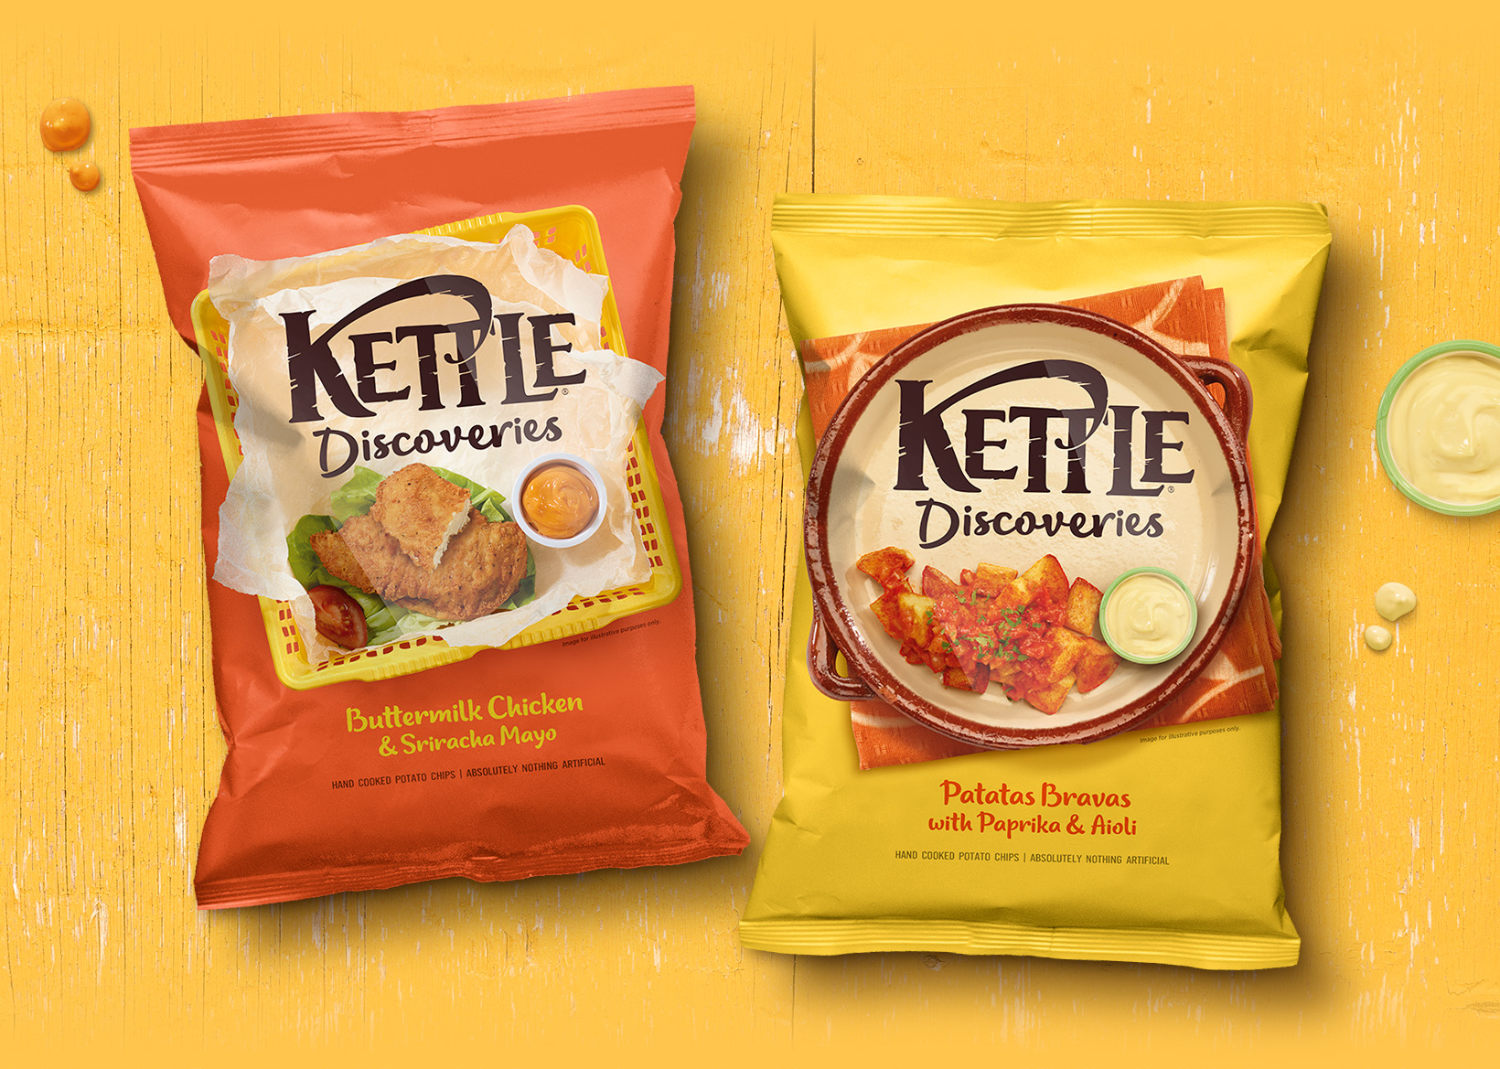 KETTLE®
Discoveries
Image for illustrative purposes only.
Buttermilk Chicken
& Sriracha Mayo
HAND COOKED POTATO CHIPS | ABSOLUTELY NOTHING ARTIFICIAL
KETTLE®
Discoveries
Image for illustrative purposes only.
Patatas Bravas
with Paprika & Aioli
HAND COOKED POTATO CHIPS | ABSOLUTELY NOTHING ARTIFICIAL